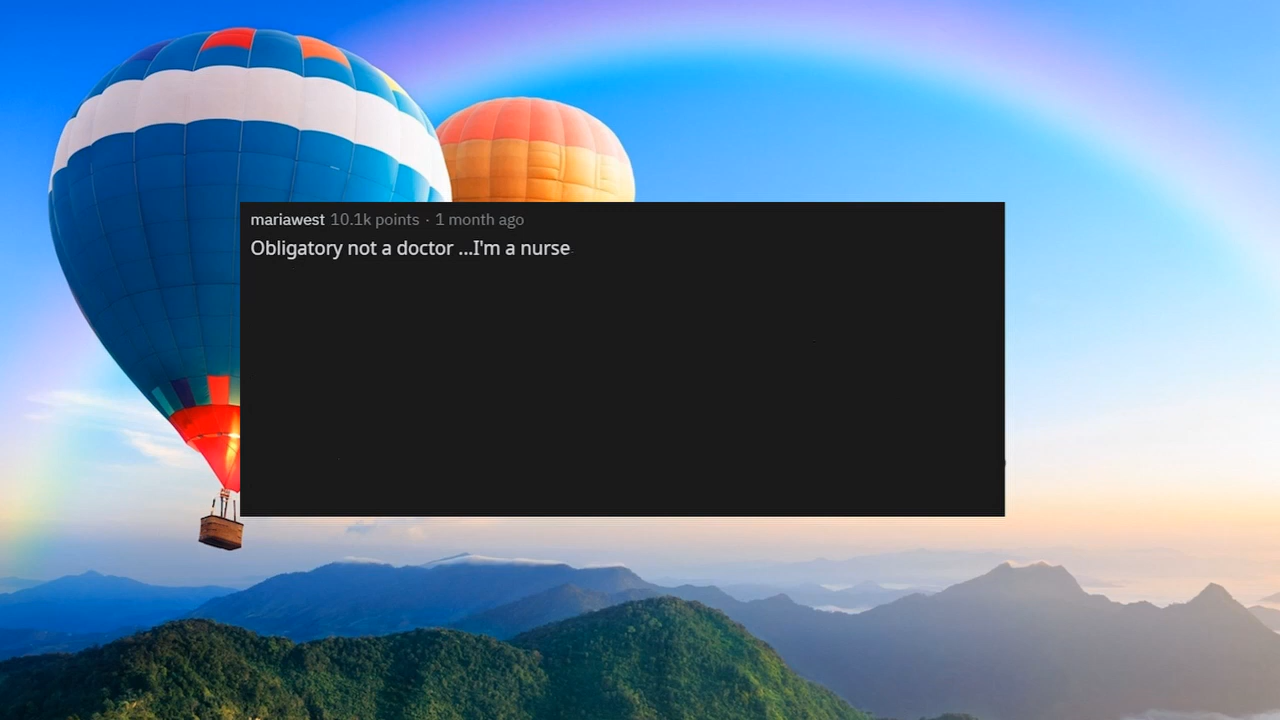 mariawest 10.1k points · 1 month ago
Obligatory not a doctor ...I'm a nurse